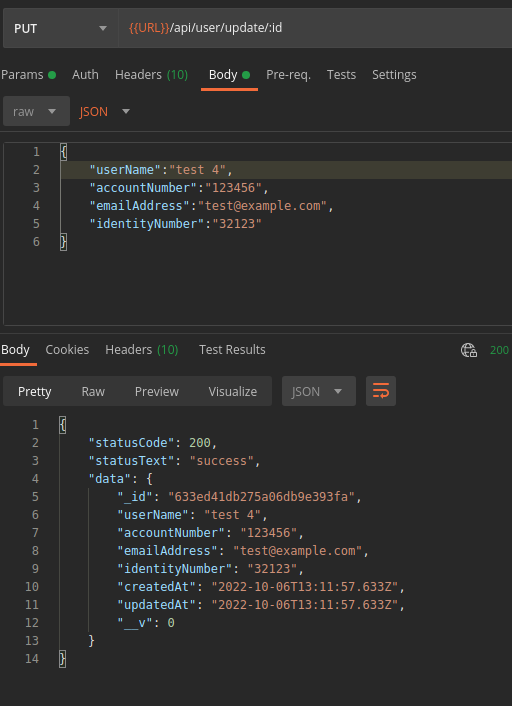 PUT {{URL}}/api/user/update/:id
Params Auth Headers (10) Body Pre-req. Tests Settings
raw JSON
1 {
2 "userName":"test 4",
3 "accountNumber":"123456",
4 "emailAddress":"test@example.com",
5 "identityNumber":"32123"
6 }
Body Cookies Headers (10) Test Results 200
Pretty Raw Preview Visualize JSON
1 {
2 "statusCode": 200,
3 "statusText": "success",
4 "data": {
5 "_id": "633ed41db275a06db9e393fa",
6 "userName": "test 4",
7 "accountNumber": "123456",
8 "emailAddress": "test@example.com",
9 "identityNumber": "32123",
10 "createdAt": "2022-10-06T13:11:57.633Z",
11 "updatedAt": "2022-10-06T13:11:57.633Z",
12 "__v": 0
13 }
14 }